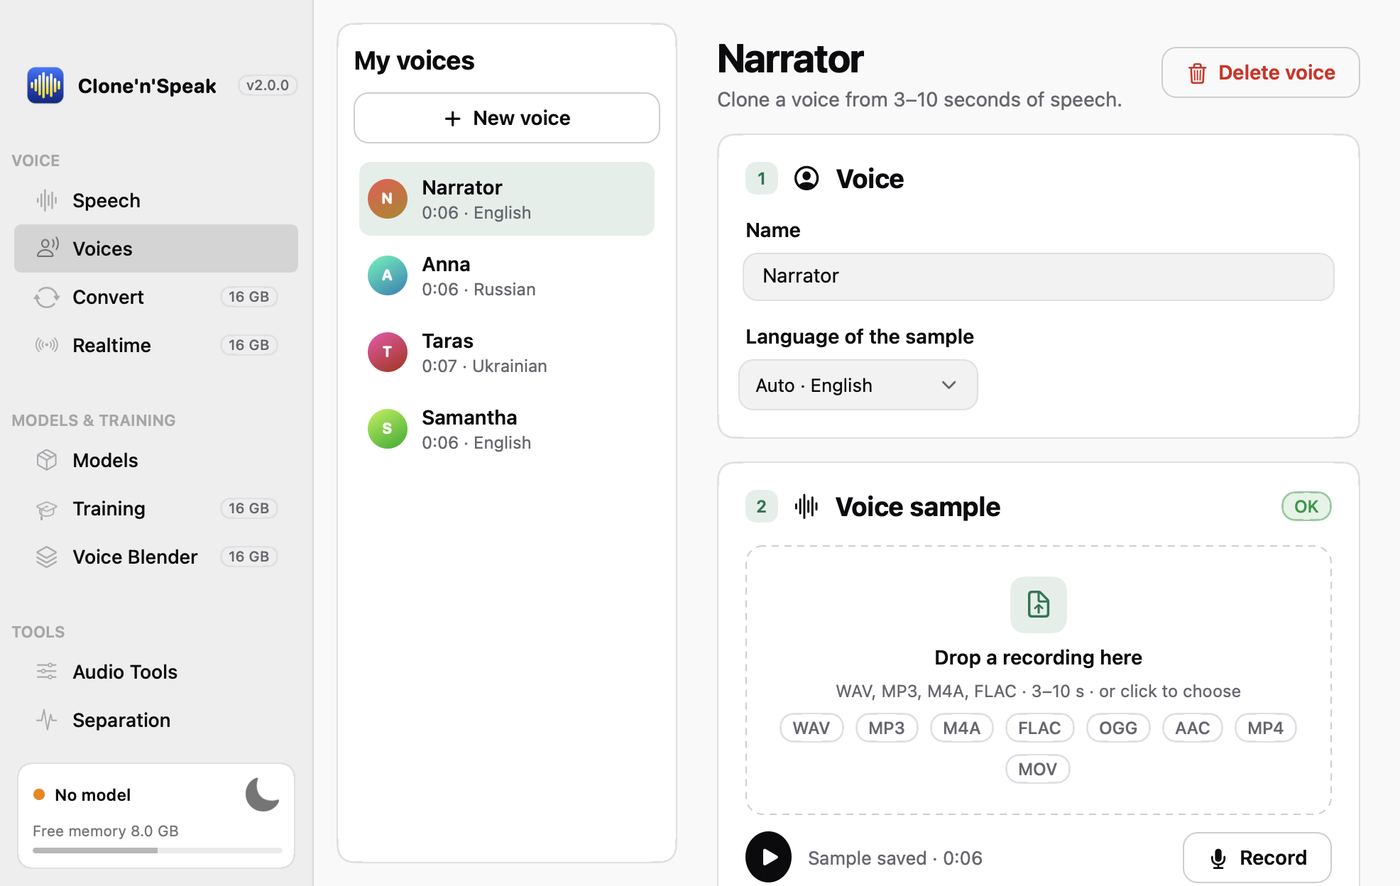 Clone'n'Speak v2.0.0
VOICE
Speech
Voices
Convert 16 GB
Realtime 16 GB
MODELS & TRAINING
Models
Training 16 GB
Voice Blender 16 GB
TOOLS
Audio Tools
Separation
No model
Free memory 8.0 GB
My voices
+ New voice
N Narrator
0:06 · English
A Anna
0:06 · Russian
T Taras
0:07 · Ukrainian
S Samantha
0:06 · English
Narrator
Clone a voice from 3–10 seconds of speech.
Delete voice
1 Voice
Name
Narrator
Language of the sample
Auto · English
2 Voice sample OK
Drop a recording here
WAV, MP3, M4A, FLAC · 3–10 s · or click to choose
WAV MP3 M4A FLAC OGG AAC MP4
MOV
Sample saved · 0:06
Record